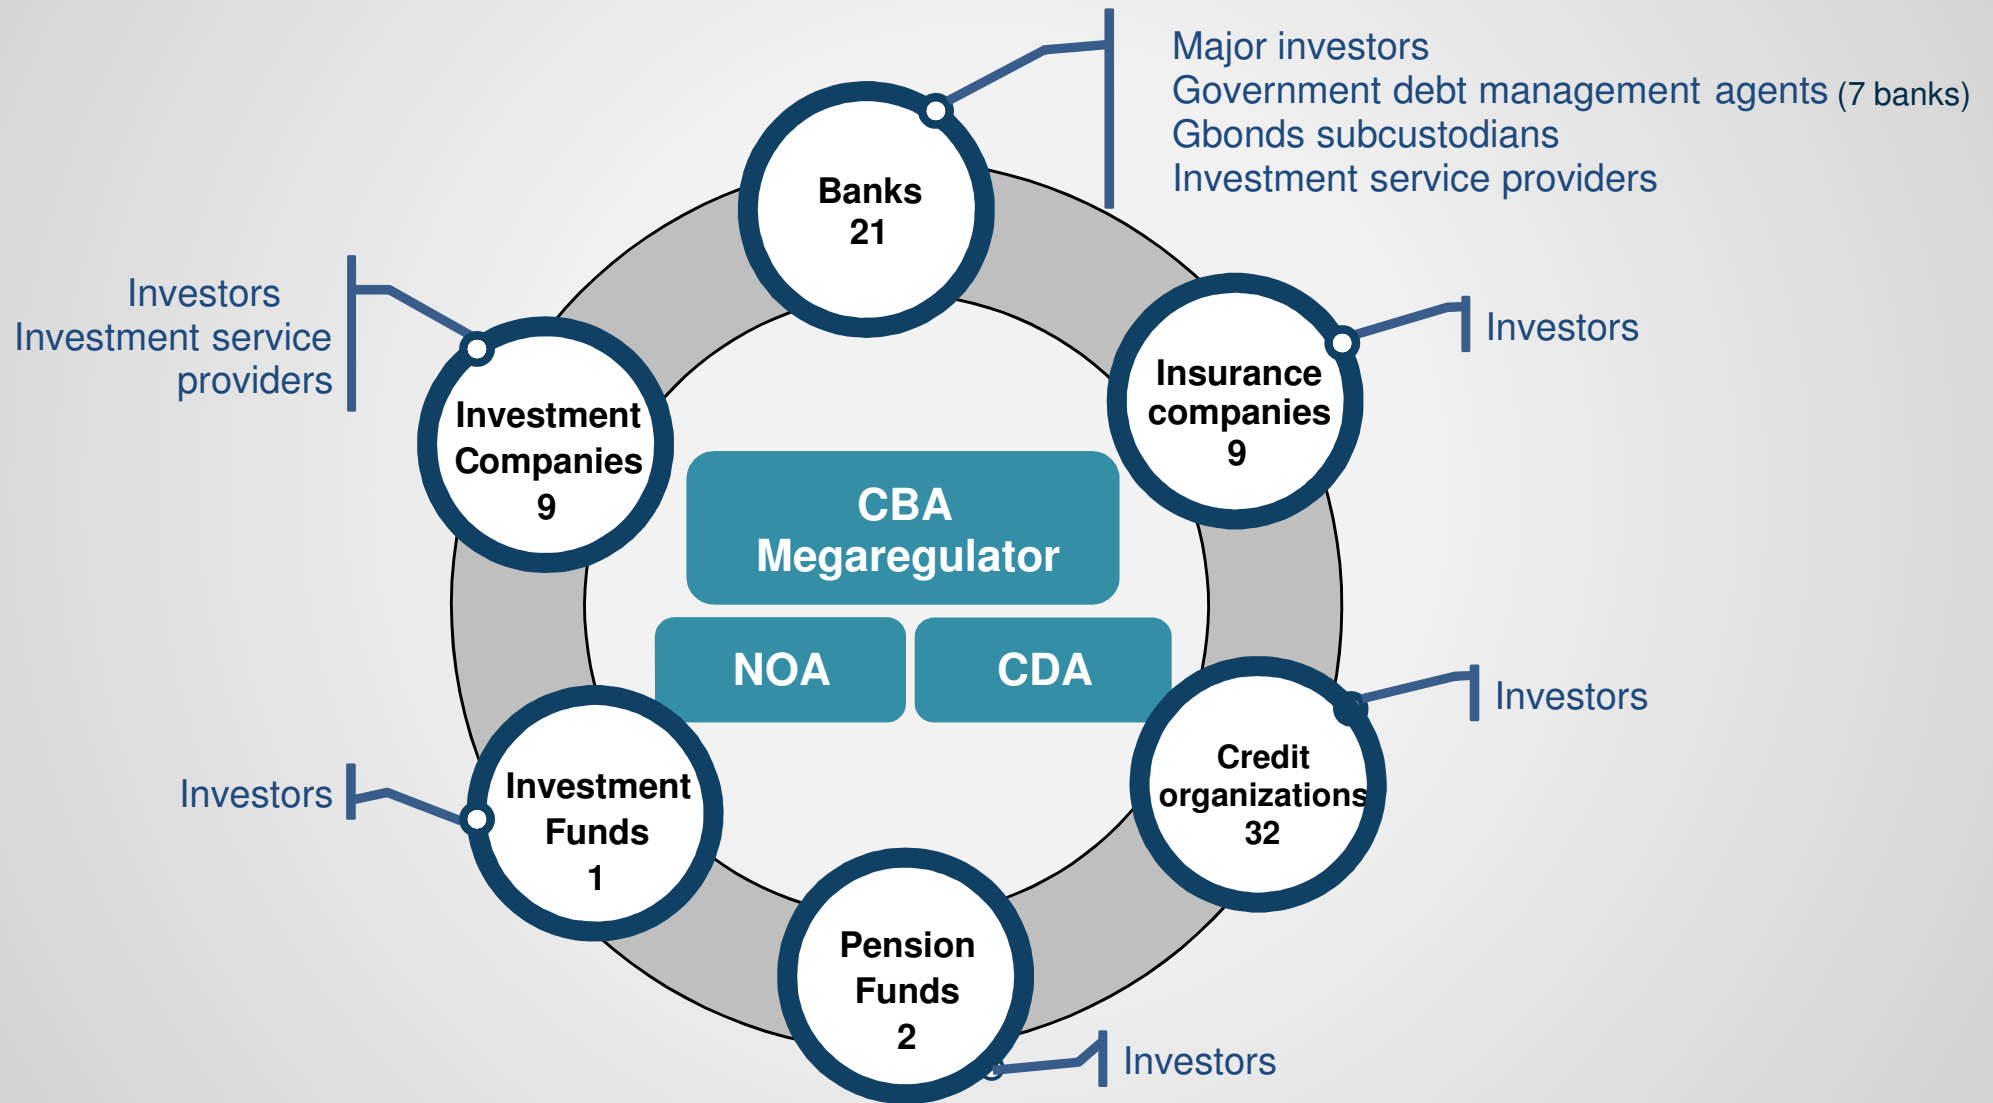 Major investors
Government debt management agents (7 banks)
Gbonds subcustodians
Investment service providers
Banks
21
Investors
Investment service
providers
Investors
Insurance
companies
9
Investment
Companies
9
CBA
Megaregulator
NOA
CDA
Investors
Credit
organizations
32
Investors
Investment
Funds
1
Pension
Funds
2
Investors